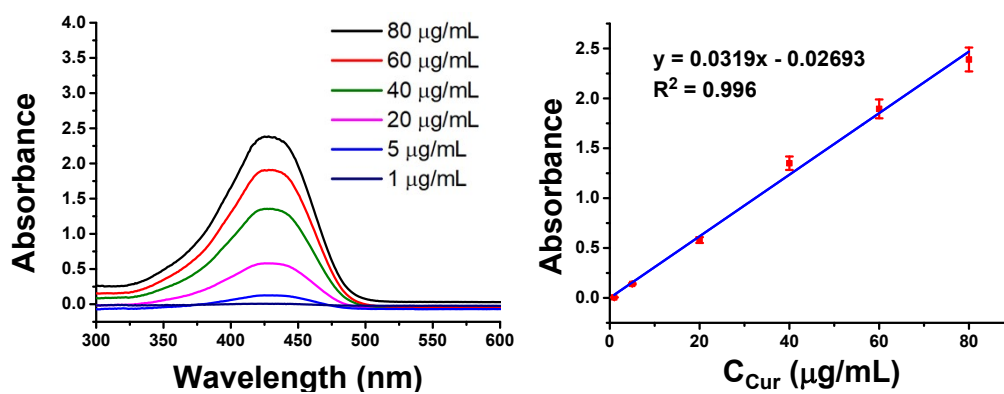 4.0
3.5
3.0
2.5
2.0
1.5
1.0
0.5
0.0
Absorbance
80 μg/mL
60 μg/mL
40 μg/mL
20 μg/mL
5 μg/mL
1 μg/mL
300 350 400 450 500 550 600
Wavelength (nm)
2.5
2.0
1.5
1.0
0.5
0.0
Absorbance
y = 0.0319x - 0.02693
R² = 0.996
0 20 40 60 80
C_Cur (μg/mL)